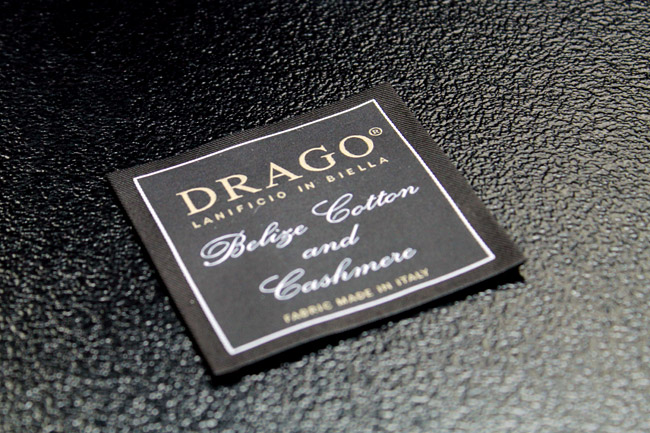 DRAGO®
LANIFICIO IN BIELLA
Belize Cotton
and
Cashmere
FABRIC MADE IN ITALY